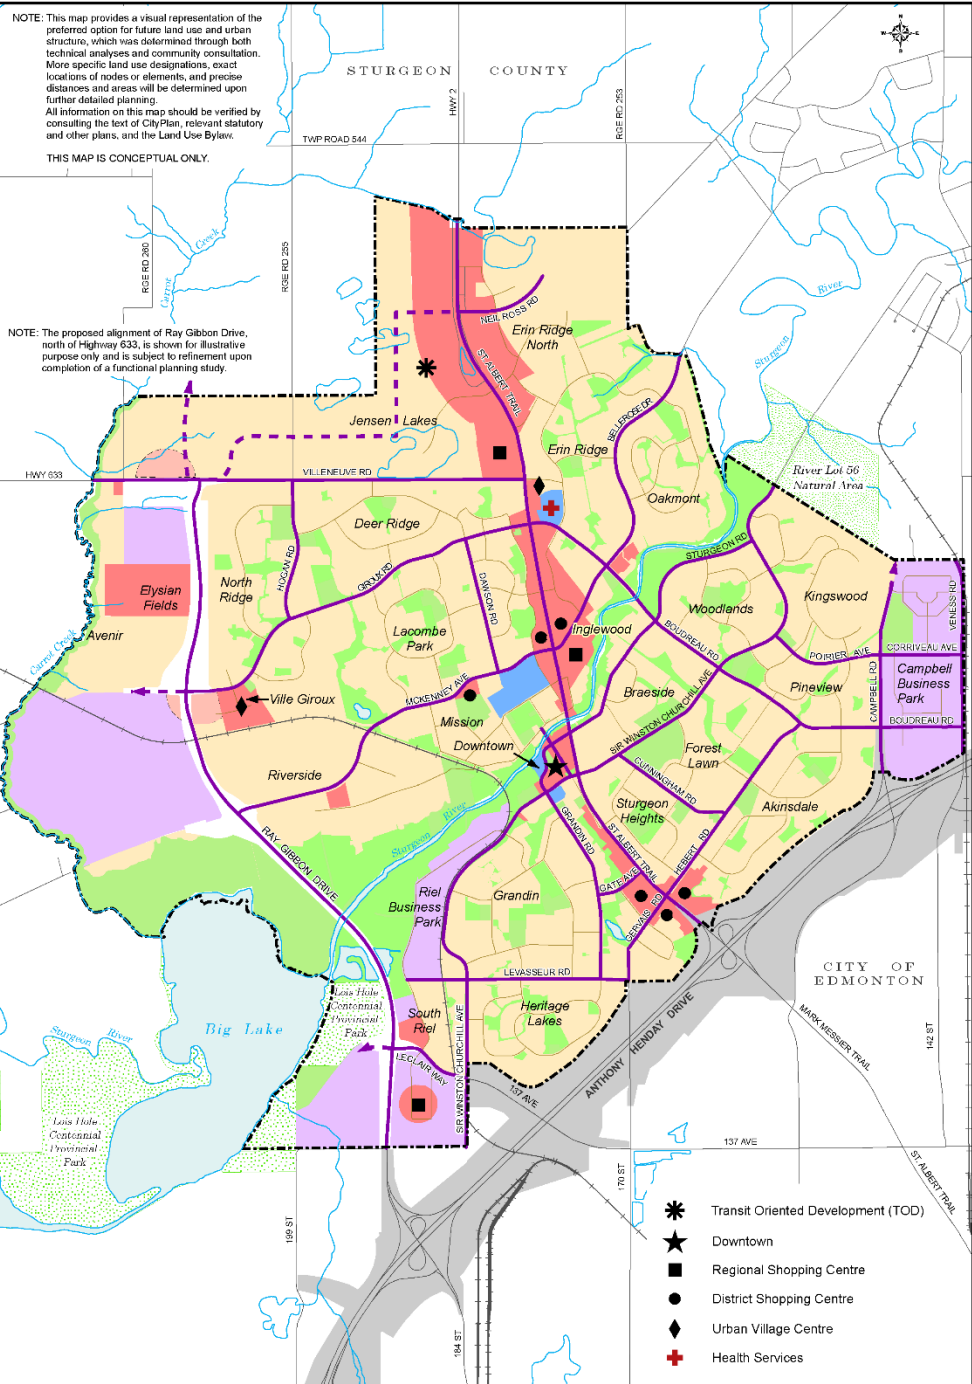 NOTE: This map provides a visual representation of the
preferred option for future land use and urban
structure, which was determined through both
technical analyses and community consultation.
More specific land use designations, exact
locations of nodes or elements, and precise
distances and areas will be determined upon
further detailed planning.
All information on this map should be verified by
consulting the text of CityPlan, relevant statutory
and other plans, and the Land Use Bylaw.
THIS MAP IS CONCEPTUAL ONLY.
N
W
E
S
STURGEON COUNTY
HWY 2
RGE RD 253
TWP ROAD 544
RGE RD 260
RGE RD 255
Carrot
Creek
River
Sturgeon
NOTE: The proposed alignment of Ray Gibbon Drive,
north of Highway 633, is shown for illustrative
purpose only and is subject to refinement upon
completion of a functional planning study.
NEIL ROSS RD
Erin Ridge
North
ST ALBERT TRAIL
Jensen Lakes
BELLEROSE DR
Erin Ridge
HWY 633
VILLENEUVE RD
River Lot 56
Natural Area
Oakmont
Deer Ridge
STURGEON RD
HOGAN RD
GIROUX RD
DAWSON RD
North
Ridge
Elysian
Fields
Woodlands
Kingswood
VENESS RD
Avenir
Carrot Creek
Lacombe
Park
Inglewood
BOUDREAU RD
POIRIER AVE
CORRIVEAU AVE
Campbell
Business
Park
CAMPBELL RD
Pineview
Braeside
MCKENNEY AVE
Ville Giroux
Mission
SIR WINSTON CHURCHILL AVE
BOUDREAU RD
Downtown
Forest
Lawn
Riverside
CUNNINGHAM RD
Sturgeon
Heights
Akinsdale
Sturgeon
River
GRANDIN RD
ST ALBERT TRAIL
HEBERT RD
RAY GIBBON DRIVE
Riel
Business
Park
Grandin
GATE AVE
GERVAIS RD
LEVASSEUR RD
CITY OF
EDMONTON
Lois Hole
Centennial
Provincial
Park
South
Riel
Heritage
Lakes
Big Lake
Sturgeon
River
SIR WINSTON CHURCHILL AVE
LECLAIR WAY
ANTHONY HENDAY DRIVE
MARK MESSIER TRAIL
142 ST
137 AVE
Lois Hole
Centennial
Provincial
Park
137 AVE
ST. ALBERT TRAIL
170 ST
199 ST
184 ST
Transit Oriented Development (TOD)
Downtown
Regional Shopping Centre
District Shopping Centre
Urban Village Centre
Health Services